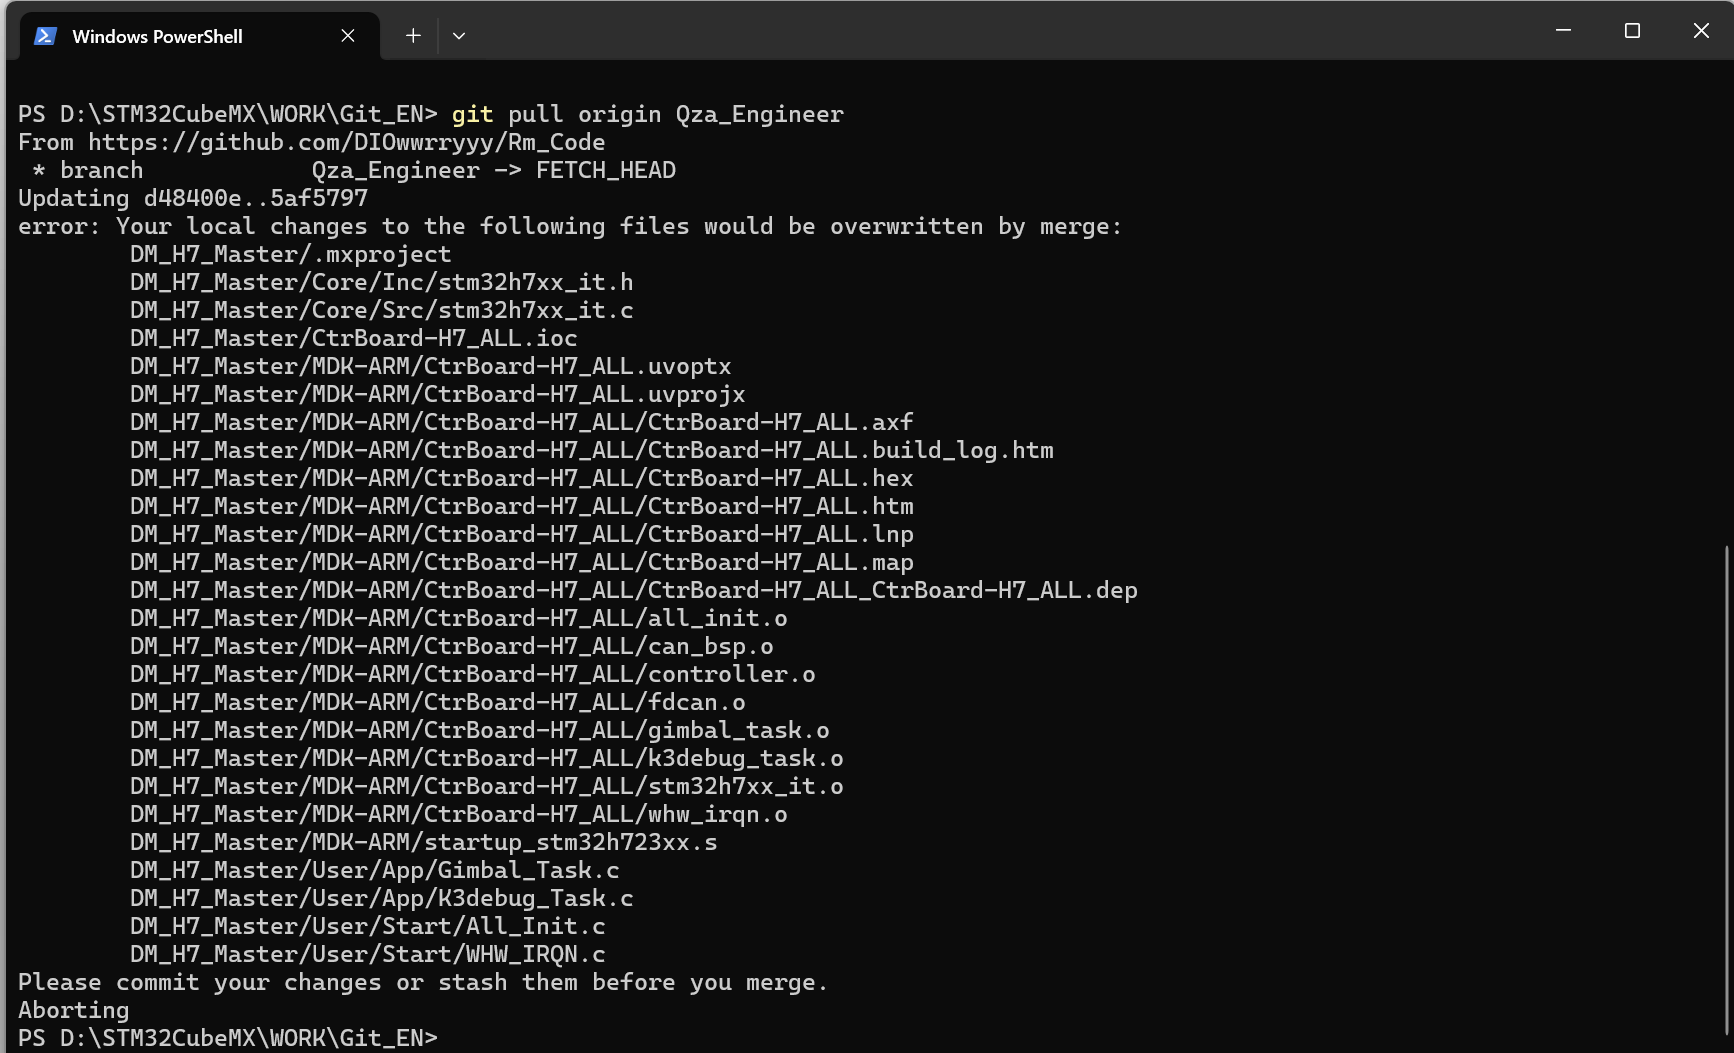 Windows PowerShell
PS D:\STM32CubeMX\WORK\Git_EN> git pull origin Qza_Engineer
From https://github.com/DIOwwrryyy/Rm_Code
 * branch            Qza_Engineer -> FETCH_HEAD
Updating d48400e..5af5797
error: Your local changes to the following files would be overwritten by merge:
        DM_H7_Master/.mxproject
        DM_H7_Master/Core/Inc/stm32h7xx_it.h
        DM_H7_Master/Core/Src/stm32h7xx_it.c
        DM_H7_Master/CtrBoard-H7_ALL.ioc
        DM_H7_Master/MDK-ARM/CtrBoard-H7_ALL.uvoptx
        DM_H7_Master/MDK-ARM/CtrBoard-H7_ALL.uvprojx
        DM_H7_Master/MDK-ARM/CtrBoard-H7_ALL/CtrBoard-H7_ALL.axf
        DM_H7_Master/MDK-ARM/CtrBoard-H7_ALL/CtrBoard-H7_ALL.build_log.htm
        DM_H7_Master/MDK-ARM/CtrBoard-H7_ALL/CtrBoard-H7_ALL.hex
        DM_H7_Master/MDK-ARM/CtrBoard-H7_ALL/CtrBoard-H7_ALL.htm
        DM_H7_Master/MDK-ARM/CtrBoard-H7_ALL/CtrBoard-H7_ALL.lnp
        DM_H7_Master/MDK-ARM/CtrBoard-H7_ALL/CtrBoard-H7_ALL.map
        DM_H7_Master/MDK-ARM/CtrBoard-H7_ALL/CtrBoard-H7_ALL_CtrBoard-H7_ALL.dep
        DM_H7_Master/MDK-ARM/CtrBoard-H7_ALL/all_init.o
        DM_H7_Master/MDK-ARM/CtrBoard-H7_ALL/can_bsp.o
        DM_H7_Master/MDK-ARM/CtrBoard-H7_ALL/controller.o
        DM_H7_Master/MDK-ARM/CtrBoard-H7_ALL/fdcan.o
        DM_H7_Master/MDK-ARM/CtrBoard-H7_ALL/gimbal_task.o
        DM_H7_Master/MDK-ARM/CtrBoard-H7_ALL/k3debug_task.o
        DM_H7_Master/MDK-ARM/CtrBoard-H7_ALL/stm32h7xx_it.o
        DM_H7_Master/MDK-ARM/CtrBoard-H7_ALL/whw_irqn.o
        DM_H7_Master/MDK-ARM/startup_stm32h723xx.s
        DM_H7_Master/User/App/Gimbal_Task.c
        DM_H7_Master/User/App/K3debug_Task.c
        DM_H7_Master/User/Start/All_Init.c
        DM_H7_Master/User/Start/WHW_IRQN.c
Please commit your changes or stash them before you merge.
Aborting
PS D:\STM32CubeMX\WORK\Git_EN>